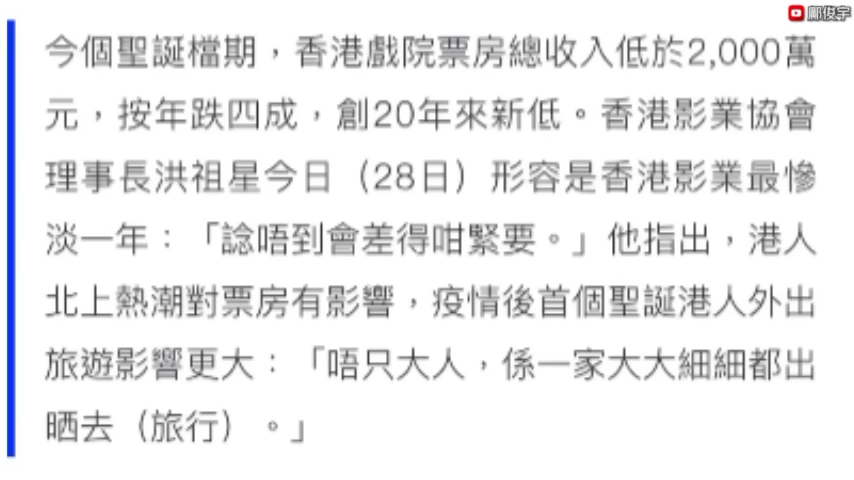 鄺俊宇
今個聖誕檔期，香港戲院票房總收入低於2,000萬
元，按年跌四成，創20年來新低。香港影業協會
理事長洪祖星今日（28日）形容是香港影業最慘
淡一年：「諗唔到會差得咁緊要。」他指出，港人
北上熱潮對票房有影響，疫情後首個聖誕港人外出
旅遊影響更大：「唔只大人，係一家大大細細都出
晒去（旅行）。」